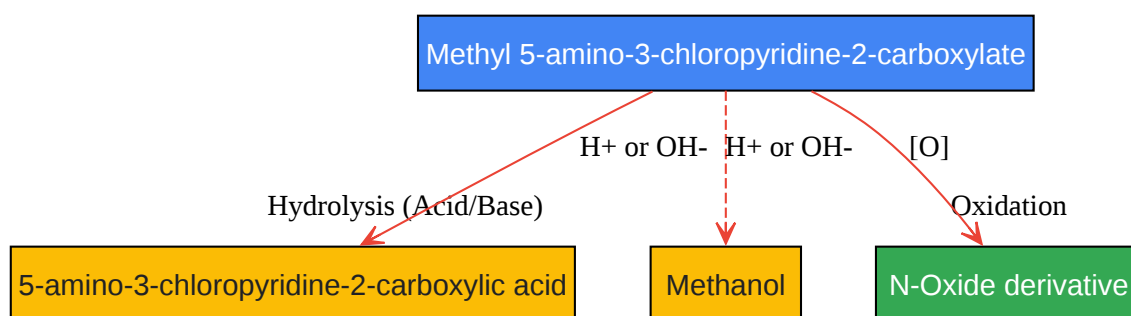 Methyl 5-amino-3-chloropyridine-2-carboxylate
H+ or OH-
H+ or OH-
[O]
Hydrolysis (Acid/Base)
Oxidation
5-amino-3-chloropyridine-2-carboxylic acid
Methanol
N-Oxide derivative